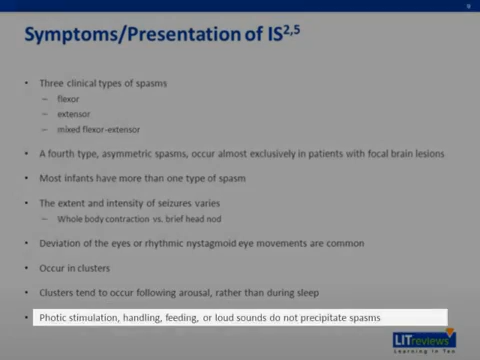 Symptoms/Presentation of IS2,5
• Three clinical types of spasms
– flexor
– extensor
– mixed flexor-extensor
• A fourth type, asymmetric spasms, occur almost exclusively in patients with focal brain lesions
• Most infants have more than one type of spasm
• The extent and intensity of seizures varies
– Whole body contraction vs. brief head nod
• Deviation of the eyes or rhythmic nystagmoid eye movements are common
• Occur in clusters
• Clusters tend to occur following arousal, rather than during sleep
• Photic stimulation, handling, feeding, or loud sounds do not precipitate spasms
LITreviews
Learning in Ten